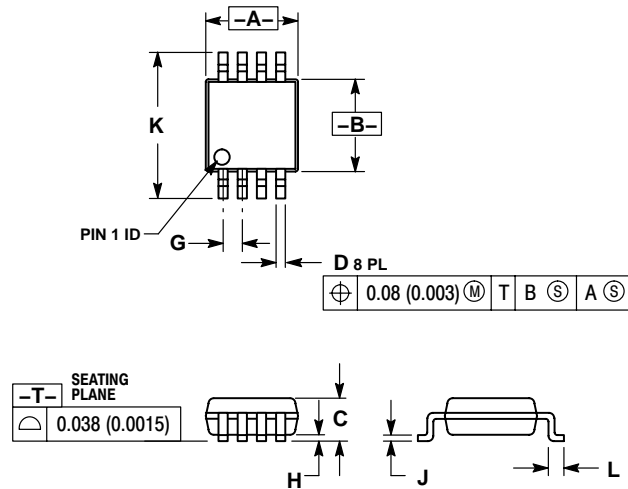 –A–
K
–B–
PIN 1 ID
G
D 8 PL
⌖ 0.08 (0.003) Ⓜ T B Ⓢ A Ⓢ
–T– SEATING PLANE
⌓ 0.038 (0.0015)
C
H
J
L